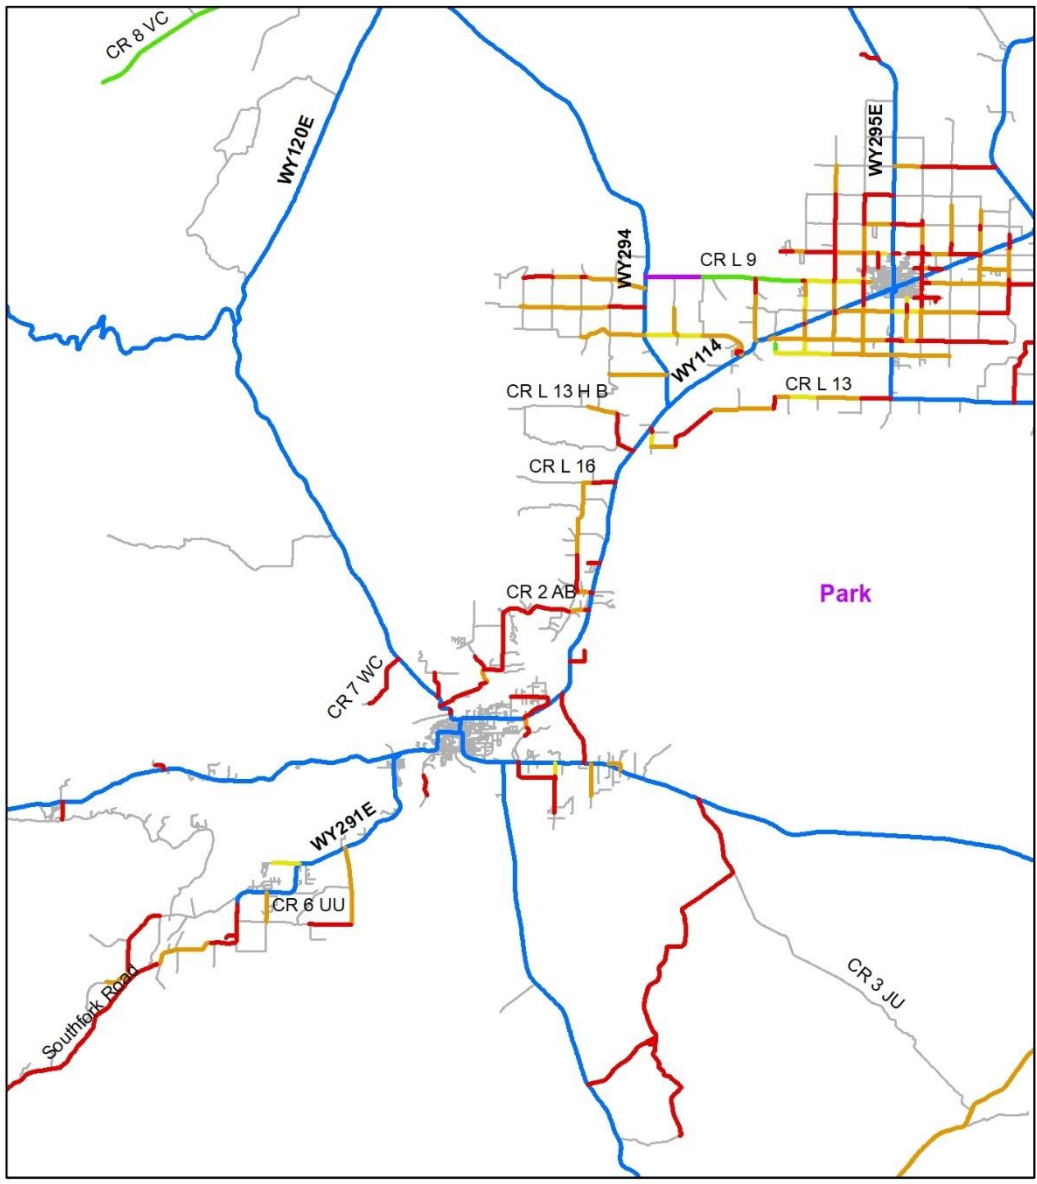 CR 8 VC
WY120E
WY295E
WY294
CR L 9
WY114
CR L 13 H B
CR L 13
CR L 16
CR 2 AB
Park
CR 7 WC
WY291E
CR 6 UU
CR 3 JU
Southfork Road